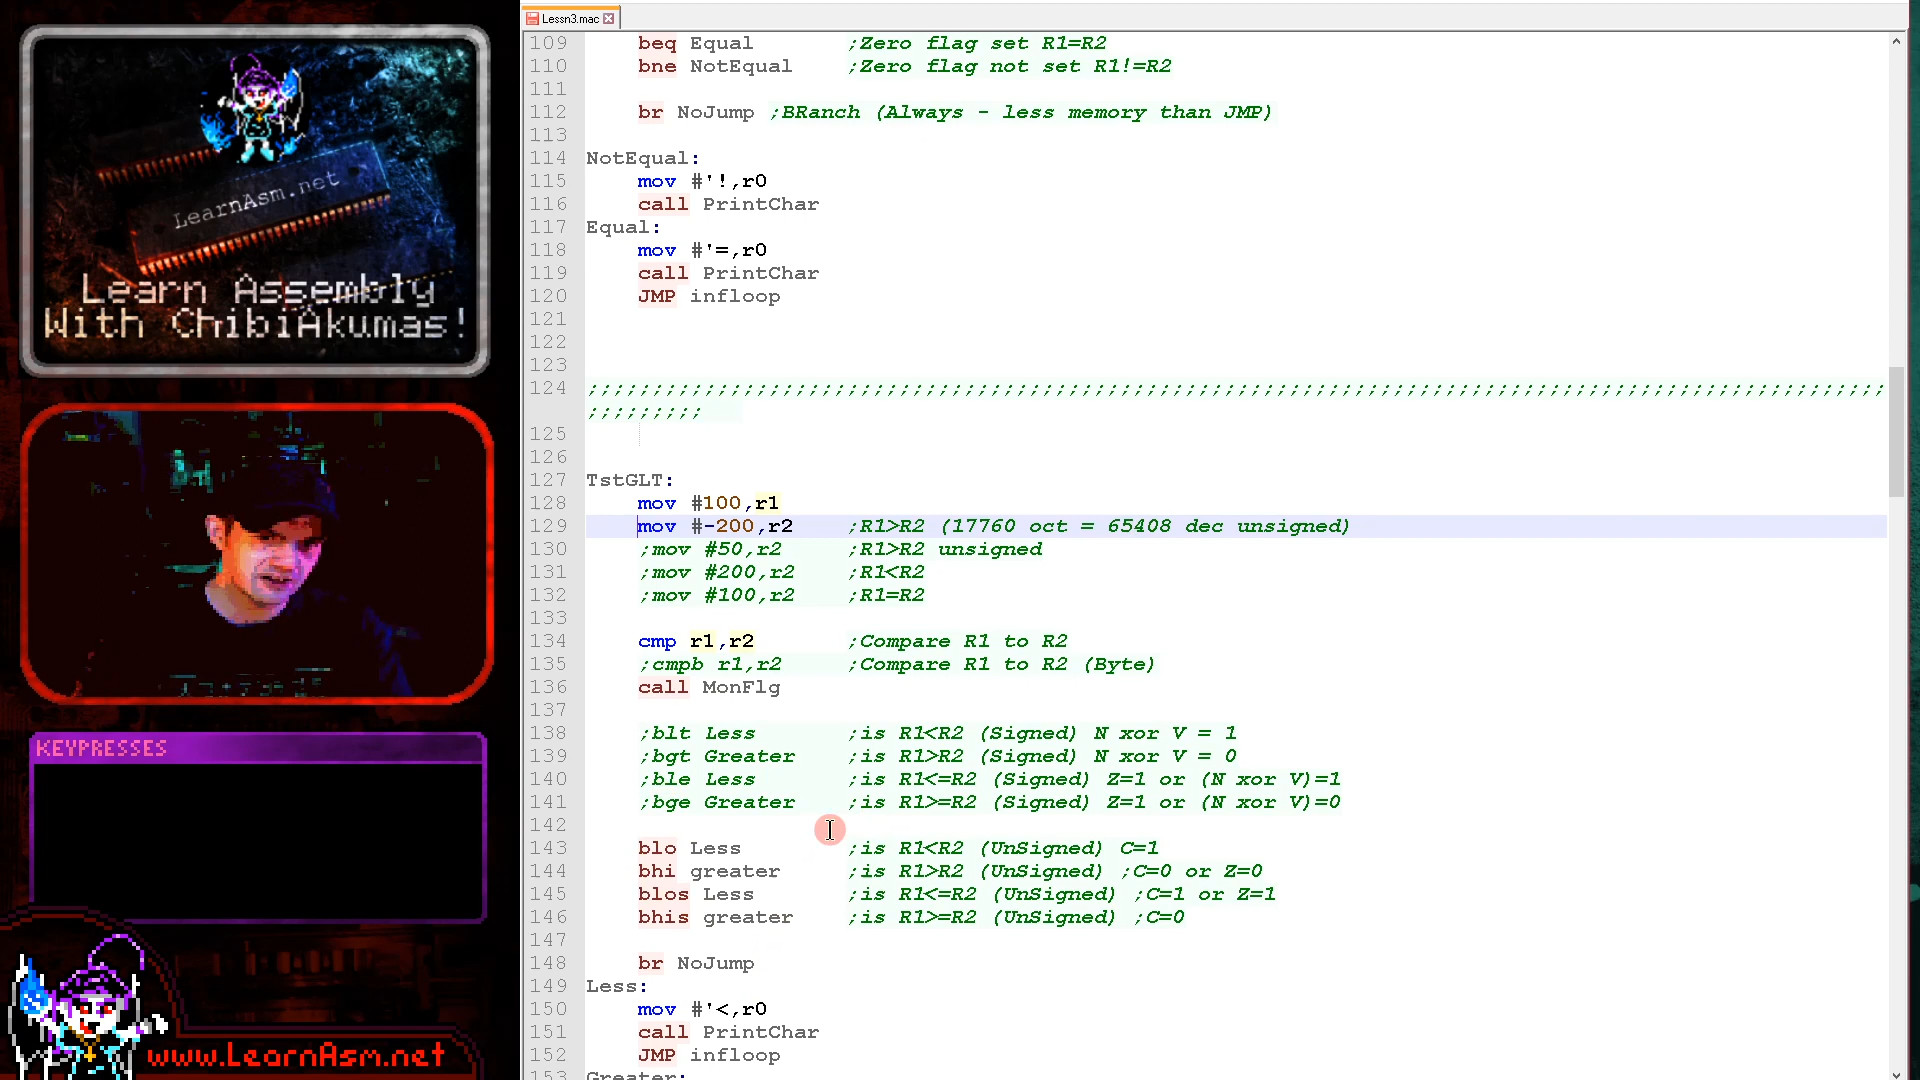 Lessn3.mac
LearnAsm.net
Learn Assembly
With ChibiAkumas!
KEYPRESSES
www.LearnAsm.net
109 beq Equal ;Zero flag set R1=R2
110 bne NotEqual ;Zero flag not set R1!=R2
111
112 br NoJump ;BRanch (Always - less memory than JMP)
113
114 NotEqual:
115 mov #'!,r0
116 call PrintChar
117 Equal:
118 mov #'=,r0
119 call PrintChar
120 JMP infloop
121
122
123
124 ;;;;;;;;;;;;;;;;;;;;;;;;;;;;;;;;;;;;;;;;;;;;;;;;;;;;;;;;;;;;;;;;;;;;;;;;;;;;;;;;;;;;;;;;;;;;;;;;;;;;
;;;;;;;;;
125
126
127 TstGLT:
128 mov #100,r1
129 mov #-200,r2 ;R1>R2 (17760 oct = 65408 dec unsigned)
130 ;mov #50,r2 ;R1>R2 unsigned
131 ;mov #200,r2 ;R1<R2
132 ;mov #100,r2 ;R1=R2
133
134 cmp r1,r2 ;Compare R1 to R2
135 ;cmpb r1,r2 ;Compare R1 to R2 (Byte)
136 call MonFlg
137
138 ;blt Less ;is R1<R2 (Signed) N xor V = 1
139 ;bgt Greater ;is R1>R2 (Signed) N xor V = 0
140 ;ble Less ;is R1<=R2 (Signed) Z=1 or (N xor V)=1
141 ;bge Greater ;is R1>=R2 (Signed) Z=1 or (N xor V)=0
142
143 blo Less ;is R1<R2 (UnSigned) C=1
144 bhi greater ;is R1>R2 (UnSigned) ;C=0 or Z=0
145 blos Less ;is R1<=R2 (UnSigned) ;C=1 or Z=1
146 bhis greater ;is R1>=R2 (UnSigned) ;C=0
147
148 br NoJump
149 Less:
150 mov #'<,r0
151 call PrintChar
152 JMP infloop
153 Greater: